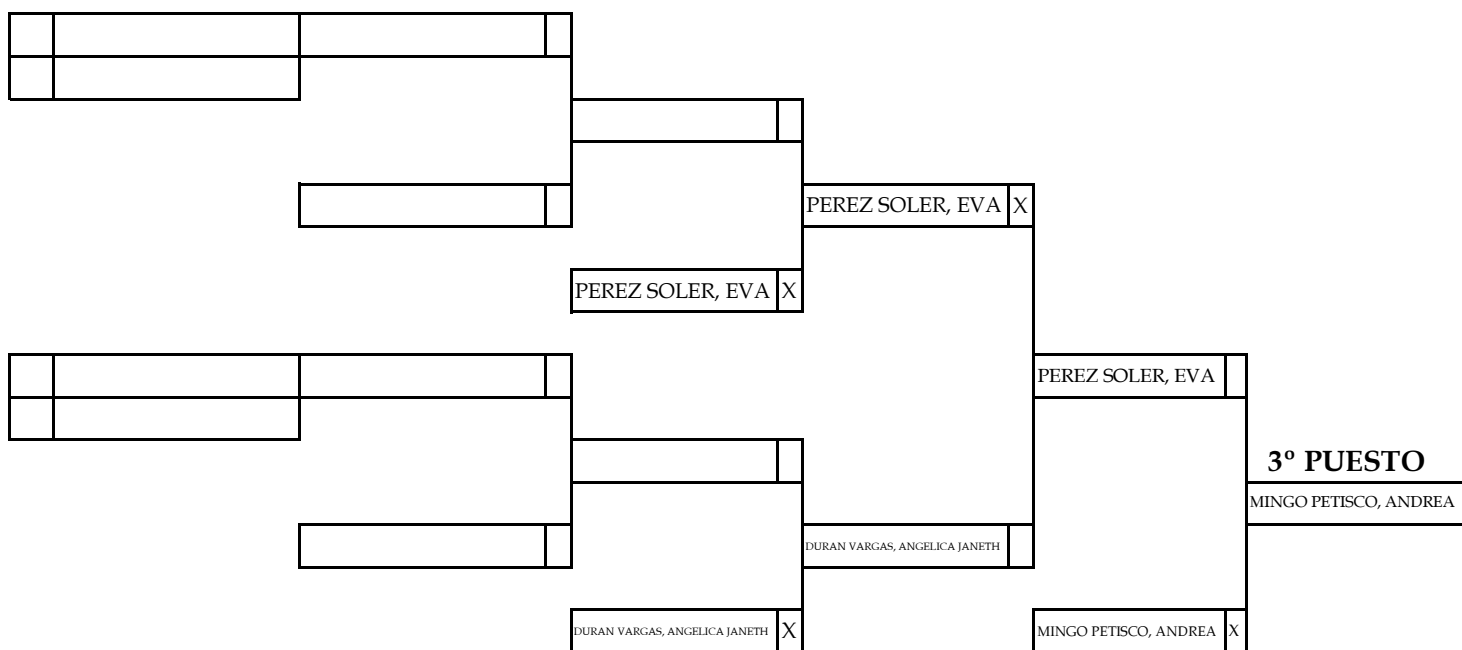 PEREZ SOLER, EVA X
PEREZ SOLER, EVA X
PEREZ SOLER, EVA
3º PUESTO
MINGO PETISCO, ANDREA
DURAN VARGAS, ANGELICA JANETH
DURAN VARGAS, ANGELICA JANETH X
MINGO PETISCO, ANDREA X